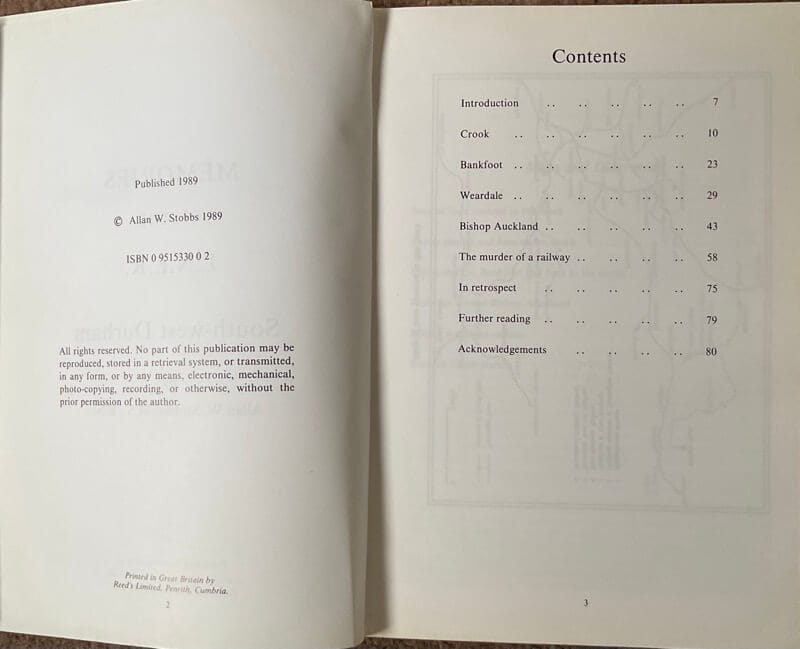 Published 1989
© Allan W. Stobbs 1989
ISBN 0 9515330 0 2
All rights reserved. No part of this publication may be
reproduced, stored in a retrieval system, or transmitted,
in any form, or by any means, electronic, mechanical,
photo-copying, recording, or otherwise, without the
prior permission of the author.
Printed in Great Britain by
Reed's Limited, Penrith, Cumbria.
2
Contents
Introduction .. .. .. .. .. 7
Crook .. .. .. .. .. .. 10
Bankfoot .. .. .. .. .. .. 23
Weardale .. .. .. .. .. .. 29
Bishop Auckland .. .. .. .. .. 43
The murder of a railway .. .. .. .. 58
In retrospect .. .. .. .. .. 75
Further reading .. .. .. .. .. 79
Acknowledgements .. .. .. .. 80
3